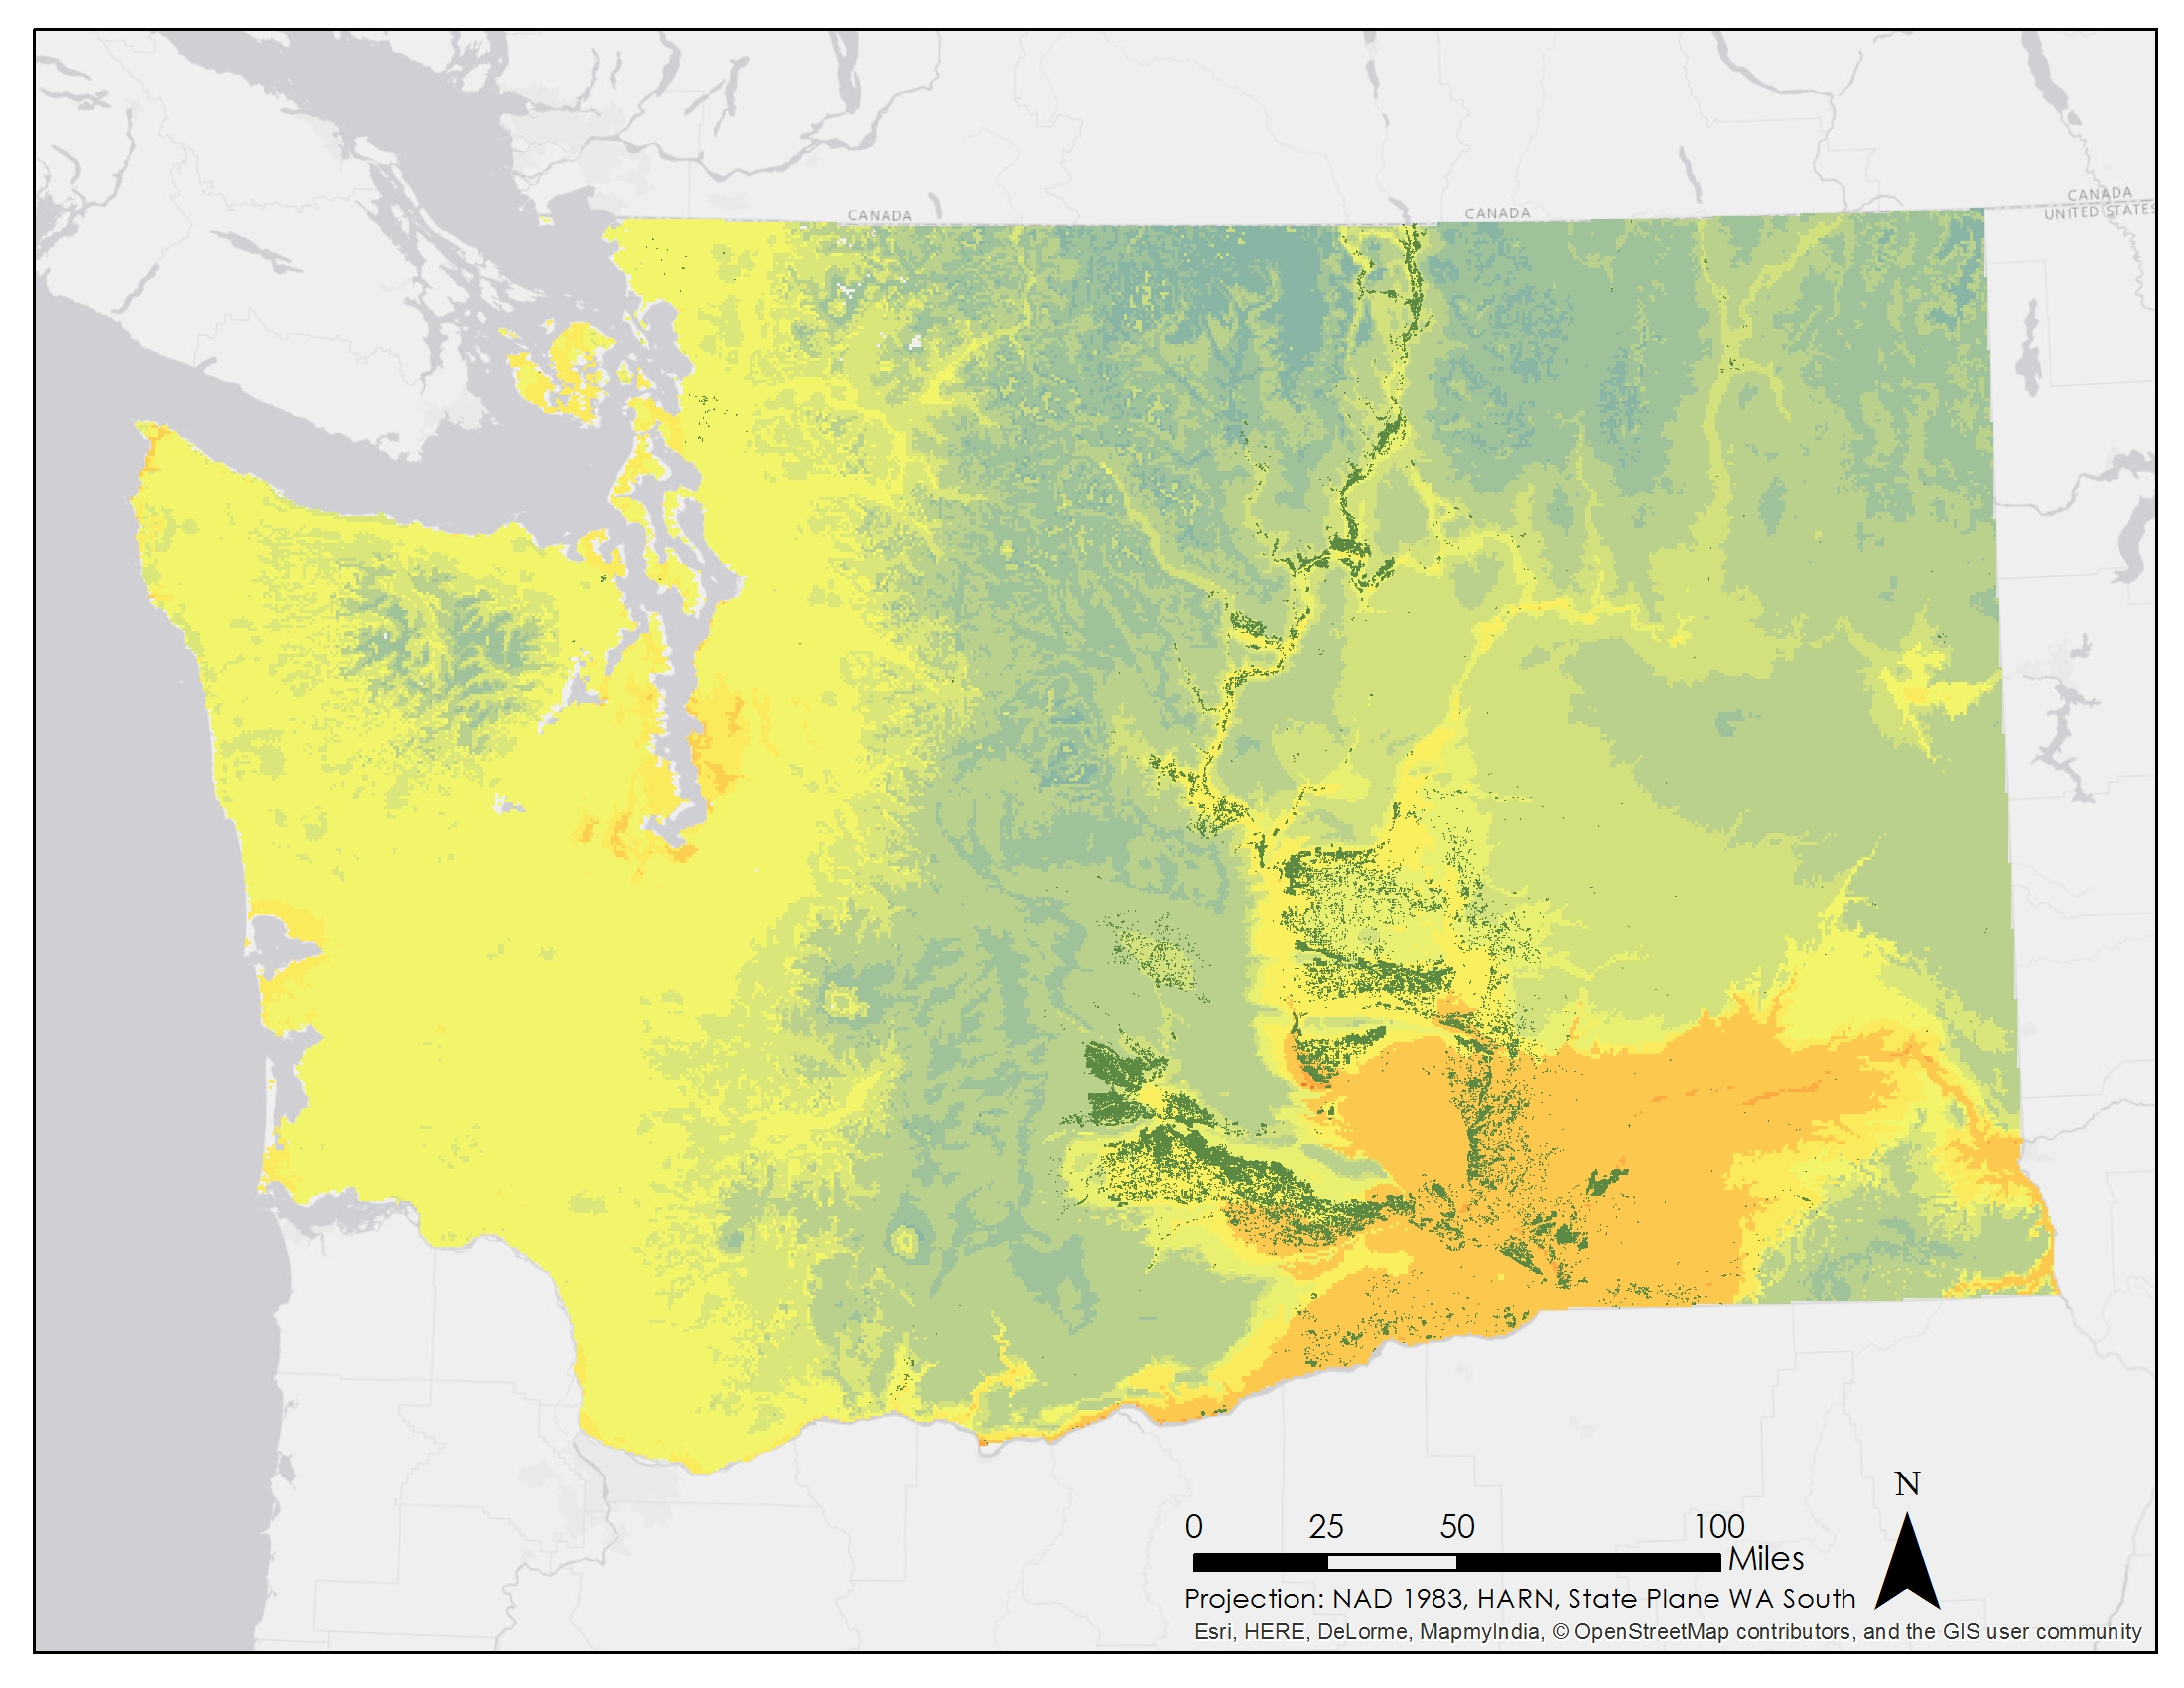 CANADA
CANADA
CANADA
UNITED STATES
N
0 25 50 100
Miles
Projection: NAD 1983, HARN, State Plane WA South
Esri, HERE, DeLorme, MapmyIndia, © OpenStreetMap contributors, and the GIS user community